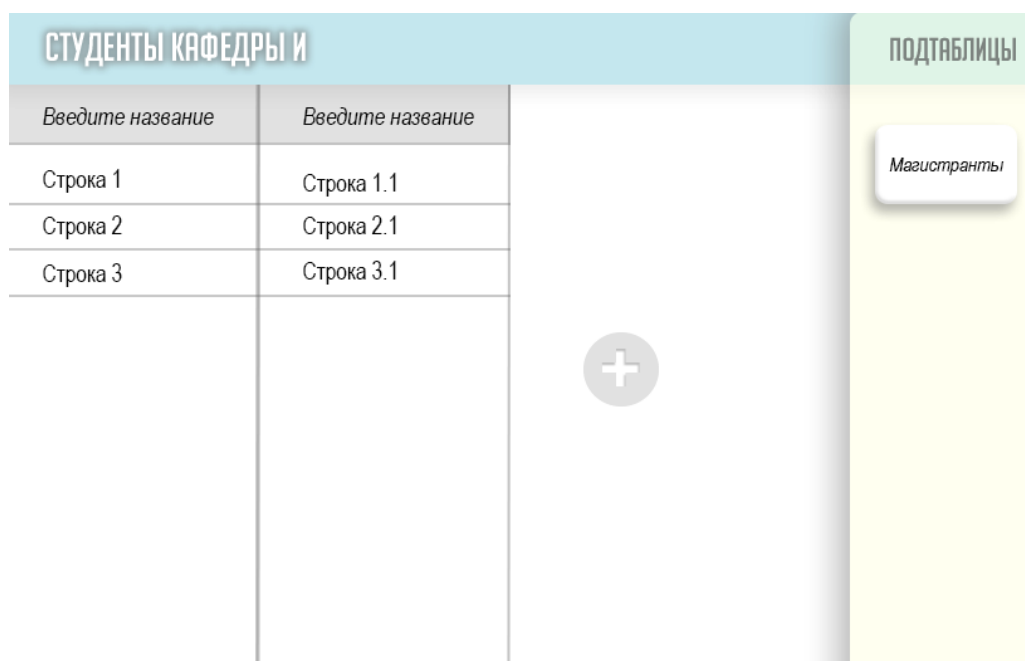 СТУДЕНТЫ КАФЕДРЫ И
ПОДТАБЛИЦЫ
Введите название
Введите название
Магистранты
Строка 1
Строка 1.1
Строка 2
Строка 2.1
Строка 3
Строка 3.1